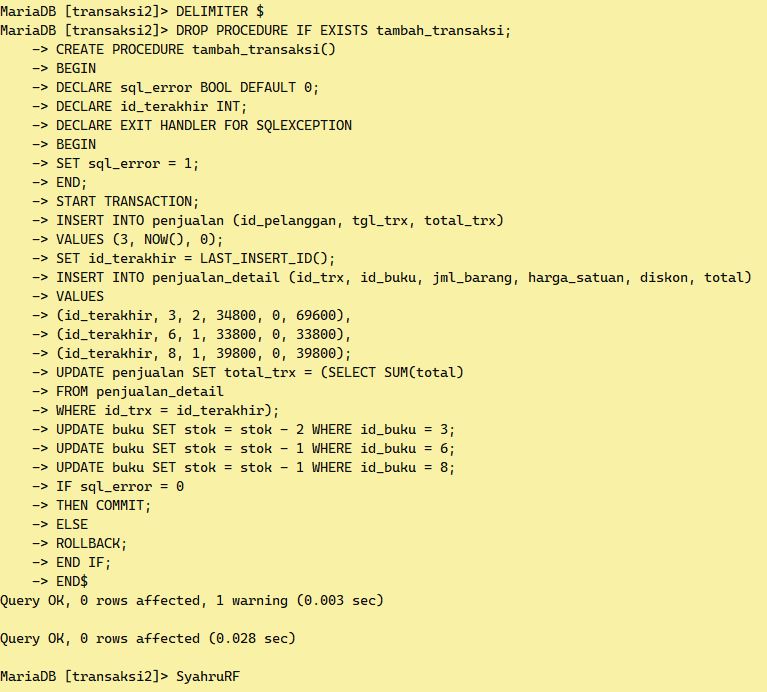 MariaDB [transaksi2]> DELIMITER $
MariaDB [transaksi2]> DROP PROCEDURE IF EXISTS tambah_transaksi;
    -> CREATE PROCEDURE tambah_transaksi()
    -> BEGIN
    -> DECLARE sql_error BOOL DEFAULT 0;
    -> DECLARE id_terakhir INT;
    -> DECLARE EXIT HANDLER FOR SQLEXCEPTION
    -> BEGIN
    -> SET sql_error = 1;
    -> END;
    -> START TRANSACTION;
    -> INSERT INTO penjualan (id_pelanggan, tgl_trx, total_trx)
    -> VALUES (3, NOW(), 0);
    -> SET id_terakhir = LAST_INSERT_ID();
    -> INSERT INTO penjualan_detail (id_trx, id_buku, jml_barang, harga_satuan, diskon, total)
    -> VALUES
    -> (id_terakhir, 3, 2, 34800, 0, 69600),
    -> (id_terakhir, 6, 1, 33800, 0, 33800),
    -> (id_terakhir, 8, 1, 39800, 0, 39800);
    -> UPDATE penjualan SET total_trx = (SELECT SUM(total)
    -> FROM penjualan_detail
    -> WHERE id_trx = id_terakhir);
    -> UPDATE buku SET stok = stok - 2 WHERE id_buku = 3;
    -> UPDATE buku SET stok = stok - 1 WHERE id_buku = 6;
    -> UPDATE buku SET stok = stok - 1 WHERE id_buku = 8;
    -> IF sql_error = 0
    -> THEN COMMIT;
    -> ELSE
    -> ROLLBACK;
    -> END IF;
    -> END$
Query OK, 0 rows affected, 1 warning (0.003 sec)

Query OK, 0 rows affected (0.028 sec)

MariaDB [transaksi2]> SyahruRF